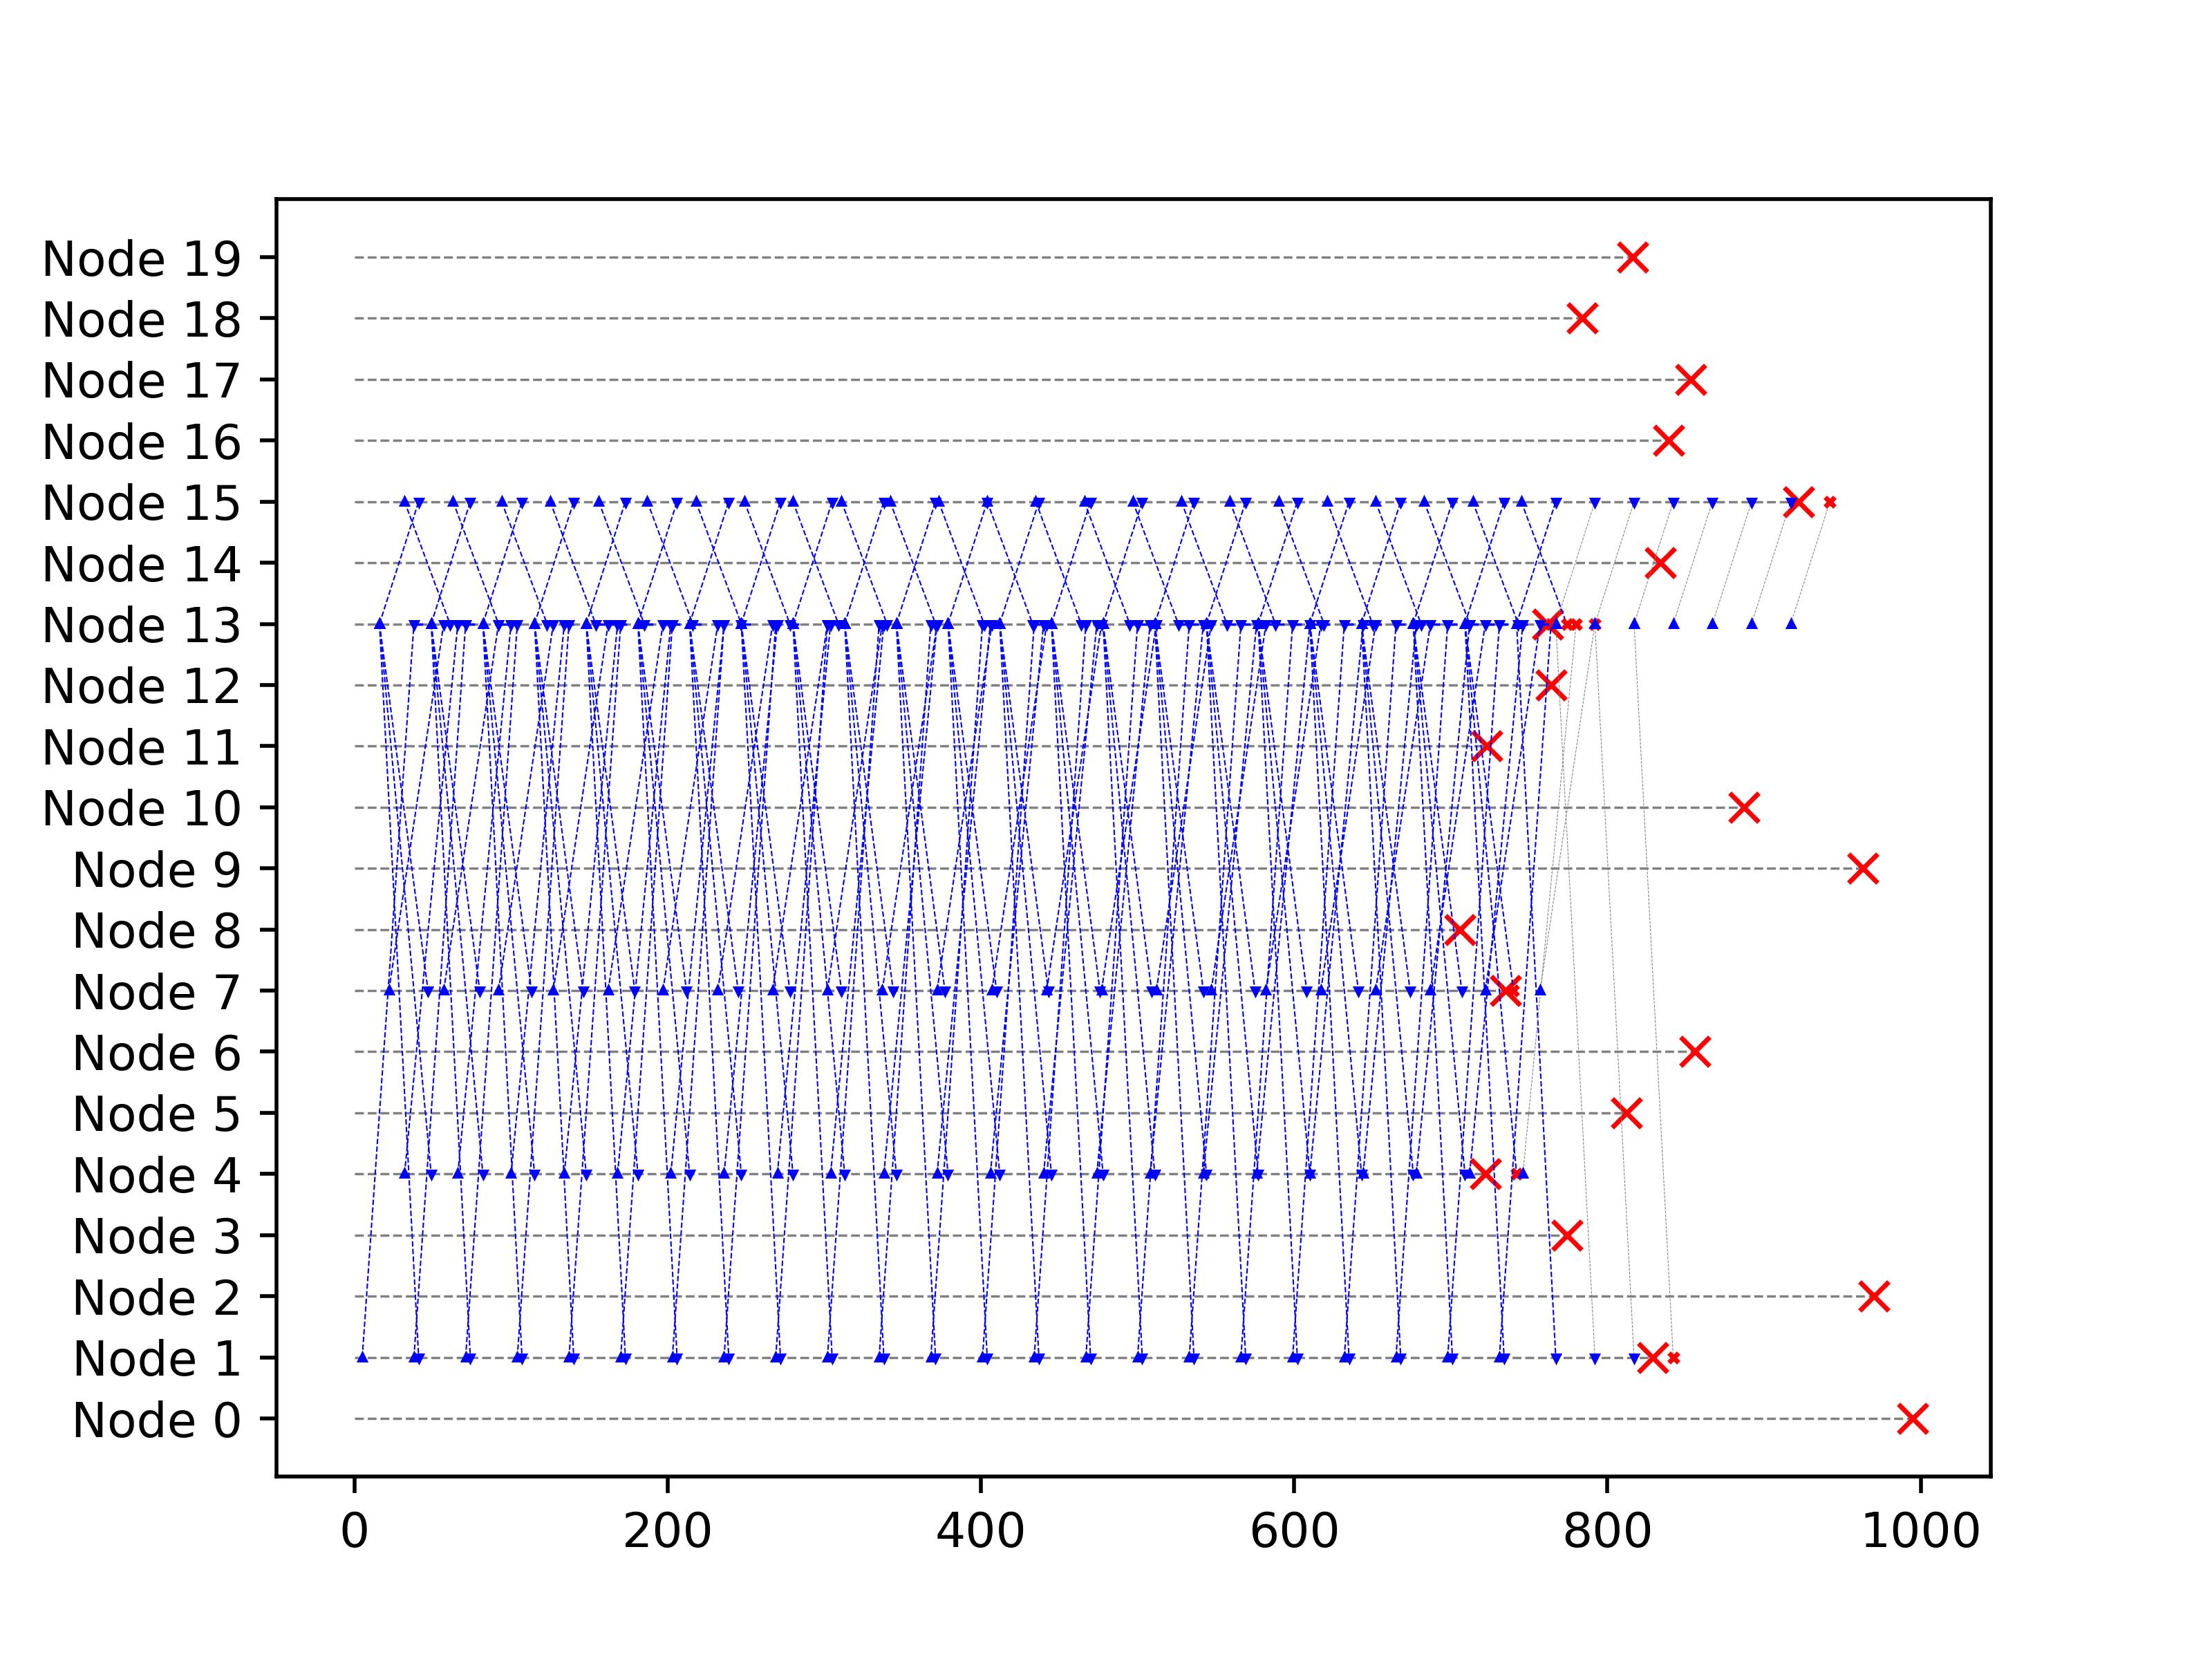 Node 19
Node 18
Node 17
Node 16
Node 15
Node 14
Node 13
Node 12
Node 11
Node 10
Node 9
Node 8
Node 7
Node 6
Node 5
Node 4
Node 3
Node 2
Node 1
Node 0
0 200 400 600 800 1000